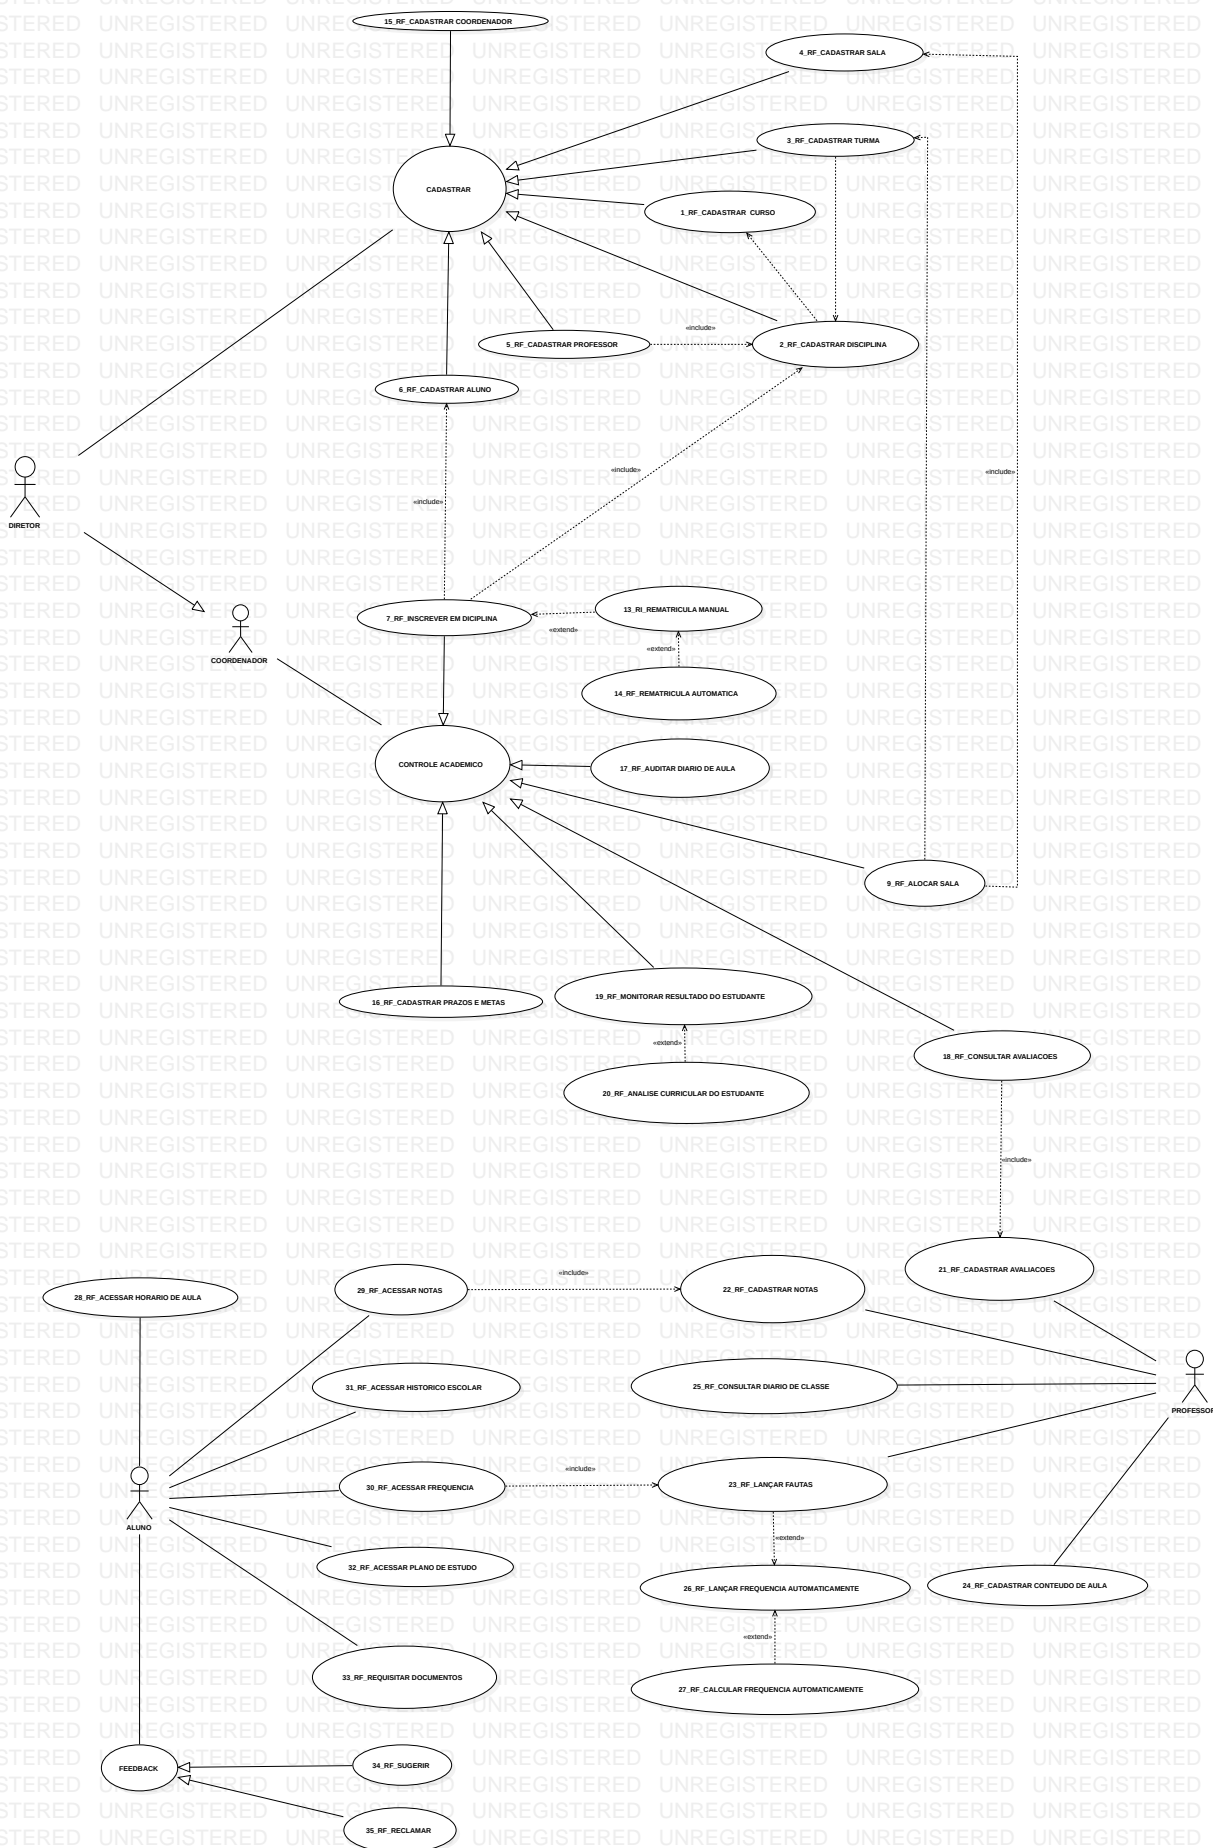 15_RF_CADASTRAR COORDENADOR
4_RF_CADASTRAR SALA
3_RF_CADASTRAR TURMA
CADASTRAR
1_RF_CADASTRAR CURSO
«include»
5_RF_CADASTRAR PROFESSOR
2_RF_CADASTRAR DISCIPLINA
6_RF_CADASTRAR ALUNO
«include»
«include»
«include»
DIRETOR
13_RI_REMATRICULA MANUAL
7_RF_INSCREVER EM DICIPLINA
«extend»
«extend»
COORDENADOR
14_RF_REMATRICULA AUTOMATICA
CONTROLE ACADEMICO
17_RF_AUDITAR DIARIO DE AULA
9_RF_ALOCAR SALA
16_RF_CADASTRAR PRAZOS E METAS
19_RF_MONITORAR RESULTADO DO ESTUDANTE
«extend»
18_RF_CONSULTAR AVALIACOES
20_RF_ANALISE CURRICULAR DO ESTUDANTE
«include»
21_RF_CADASTRAR AVALIACOES
«include»
28_RF_ACESSAR HORARIO DE AULA
29_RF_ACESSAR NOTAS
22_RF_CADASTRAR NOTAS
31_RF_ACESSAR HISTORICO ESCOLAR
25_RF_CONSULTAR DIARIO DE CLASSE
PROFESSOR
«include»
30_RF_ACESSAR FREQUENCIA
23_RF_LANÇAR FAUTAS
ALUNO
«extend»
32_RF_ACESSAR PLANO DE ESTUDO
26_RF_LANÇAR FREQUENCIA AUTOMATICAMENTE
24_RF_CADASTRAR CONTEUDO DE AULA
«extend»
33_RF_REQUISITAR DOCUMENTOS
27_RF_CALCULAR FREQUENCIA AUTOMATICAMENTE
FEEDBACK
34_RF_SUGERIR
35_RF_RECLAMAR
UNREGISTERED